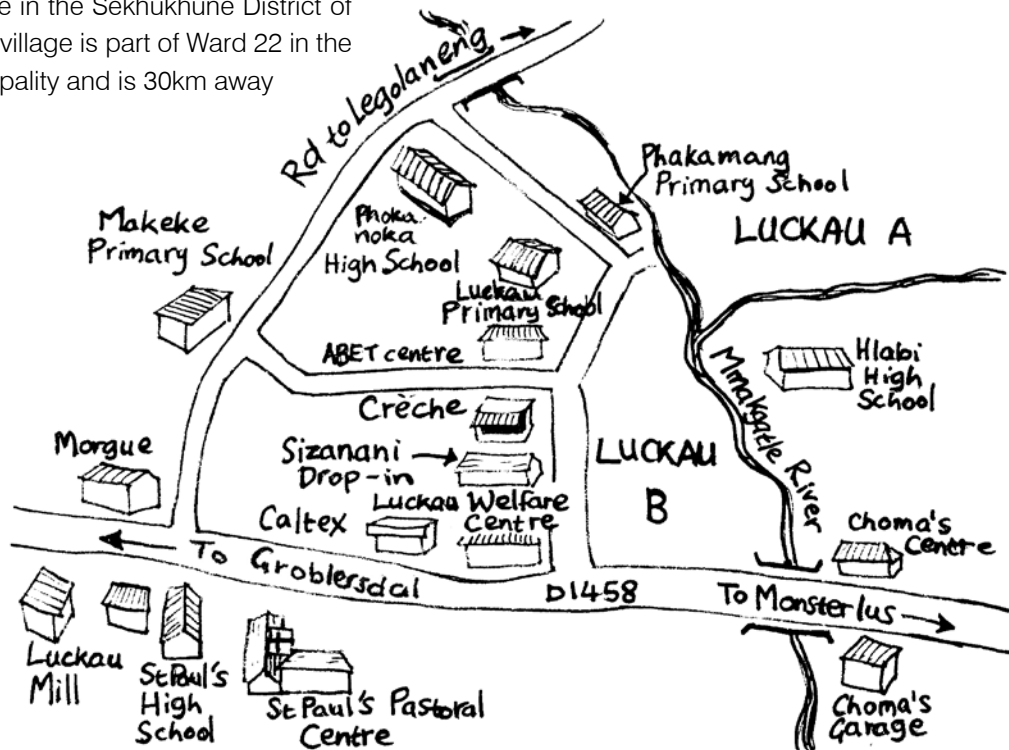 e in the Sekhukhune District of
village is part of Ward 22 in the
pality and is 30km away
Rd to Legolaneng
Phakamang
Primary School
LUCKAU A
Makeke
Primary School
Phoka
noka
High School
Luckau
Primary School
ABET centre
Hlabi
High
School
Mmakgatle River
Crèche
Morgue
Sizanani
Drop-in
LUCKAU
B
Luckau Welfare
Centre
Caltex
Choma's
Centre
To Groblersdal
D1458
To Monsterlus
Luckau
Mill
St Paul's
High
School
St Paul's Pastoral
Centre
Choma's
Garage